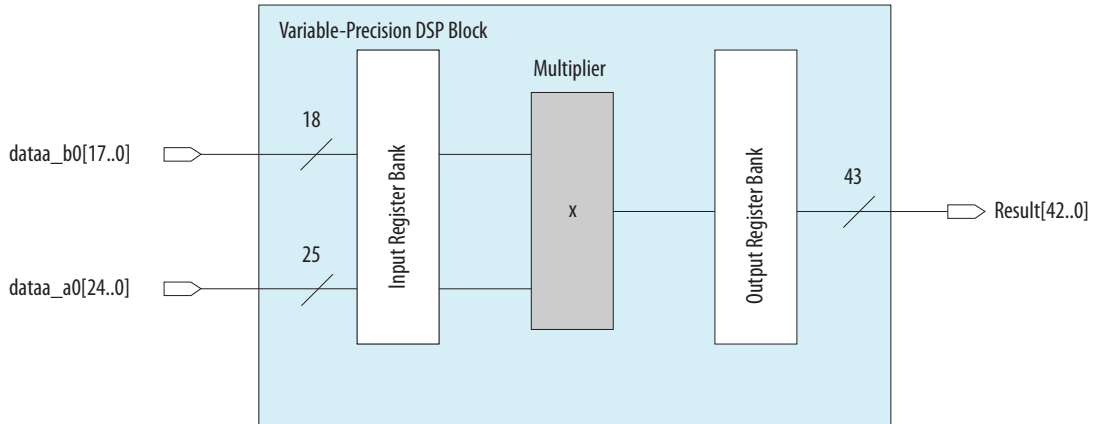 Variable-Precision DSP Block
Multiplier
18
dataa_b0[17..0]
Input Register Bank
x
Output Register Bank
43
Result[42..0]
25
dataa_a0[24..0]